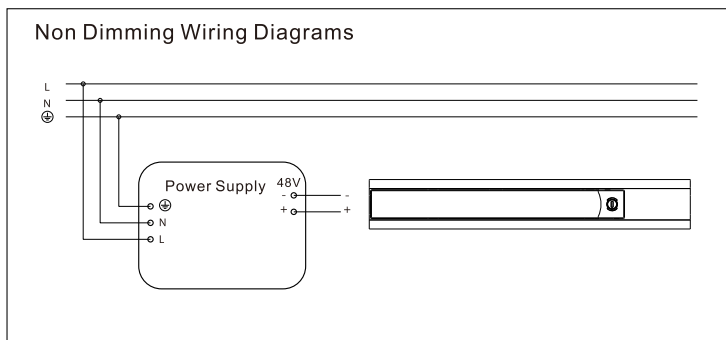 Non Dimming Wiring Diagrams
L
N
Power Supply
48V
- -
+ +
N
L